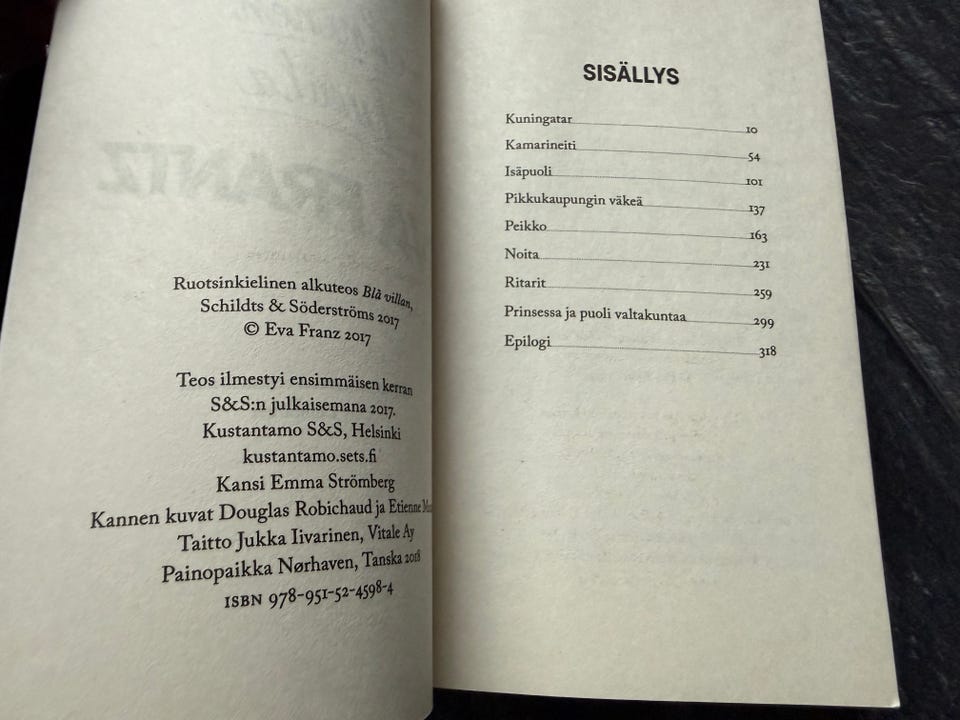 Ruotsinkielinen alkuteos Blå villan,
Schildts & Söderströms 2017
© Eva Franz 2017
Teos ilmestyi ensimmäisen kerran
S&S:n julkaisemana 2017.
Kustantamo S&S, Helsinki
kustantamo.sets.fi
Kansi Emma Strömberg
Kannen kuvat Douglas Robichaud ja Etienne
Taitto Jukka Iivarinen, Vitale Ay
Painopaikka Nørhaven, Tanska 2018
ISBN 978-951-52-4598-4
SISÄLLYS
Kuningatar 10
Kamarineiti 54
Isäpuoli 101
Pikkukaupungin väkeä 137
Peikko 163
Noita 231
Ritarit 259
Prinsessa ja puoli valtakuntaa 299
Epilogi 318